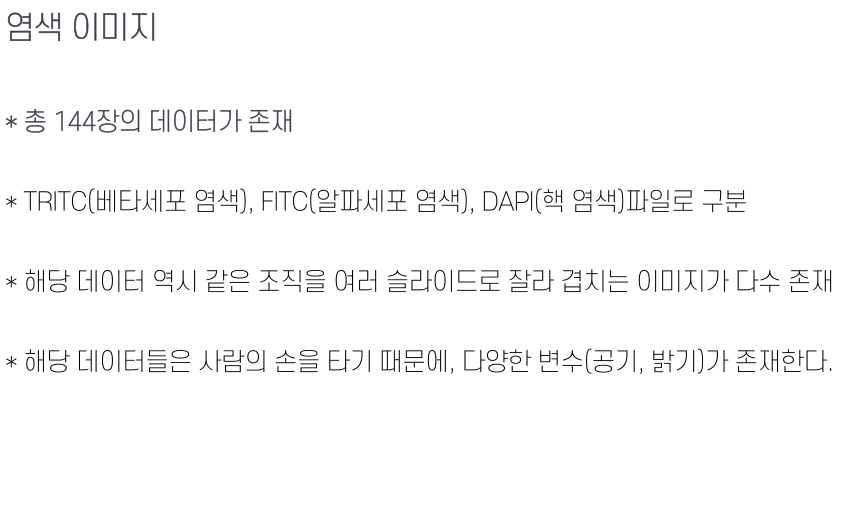 염색 이미지
* 총 144장의 데이터가 존재
* TRITC(베타세포 염색), FITC(알파세포 염색), DAPI(핵 염색)파일로 구분
* 해당 데이터 역시 같은 조직을 여러 슬라이드로 잘라 겹치는 이미지가 다수 존재
* 해당 데이터들은 사람의 손을 타기 때문에, 다양한 변수(공기, 밝기)가 존재한다.